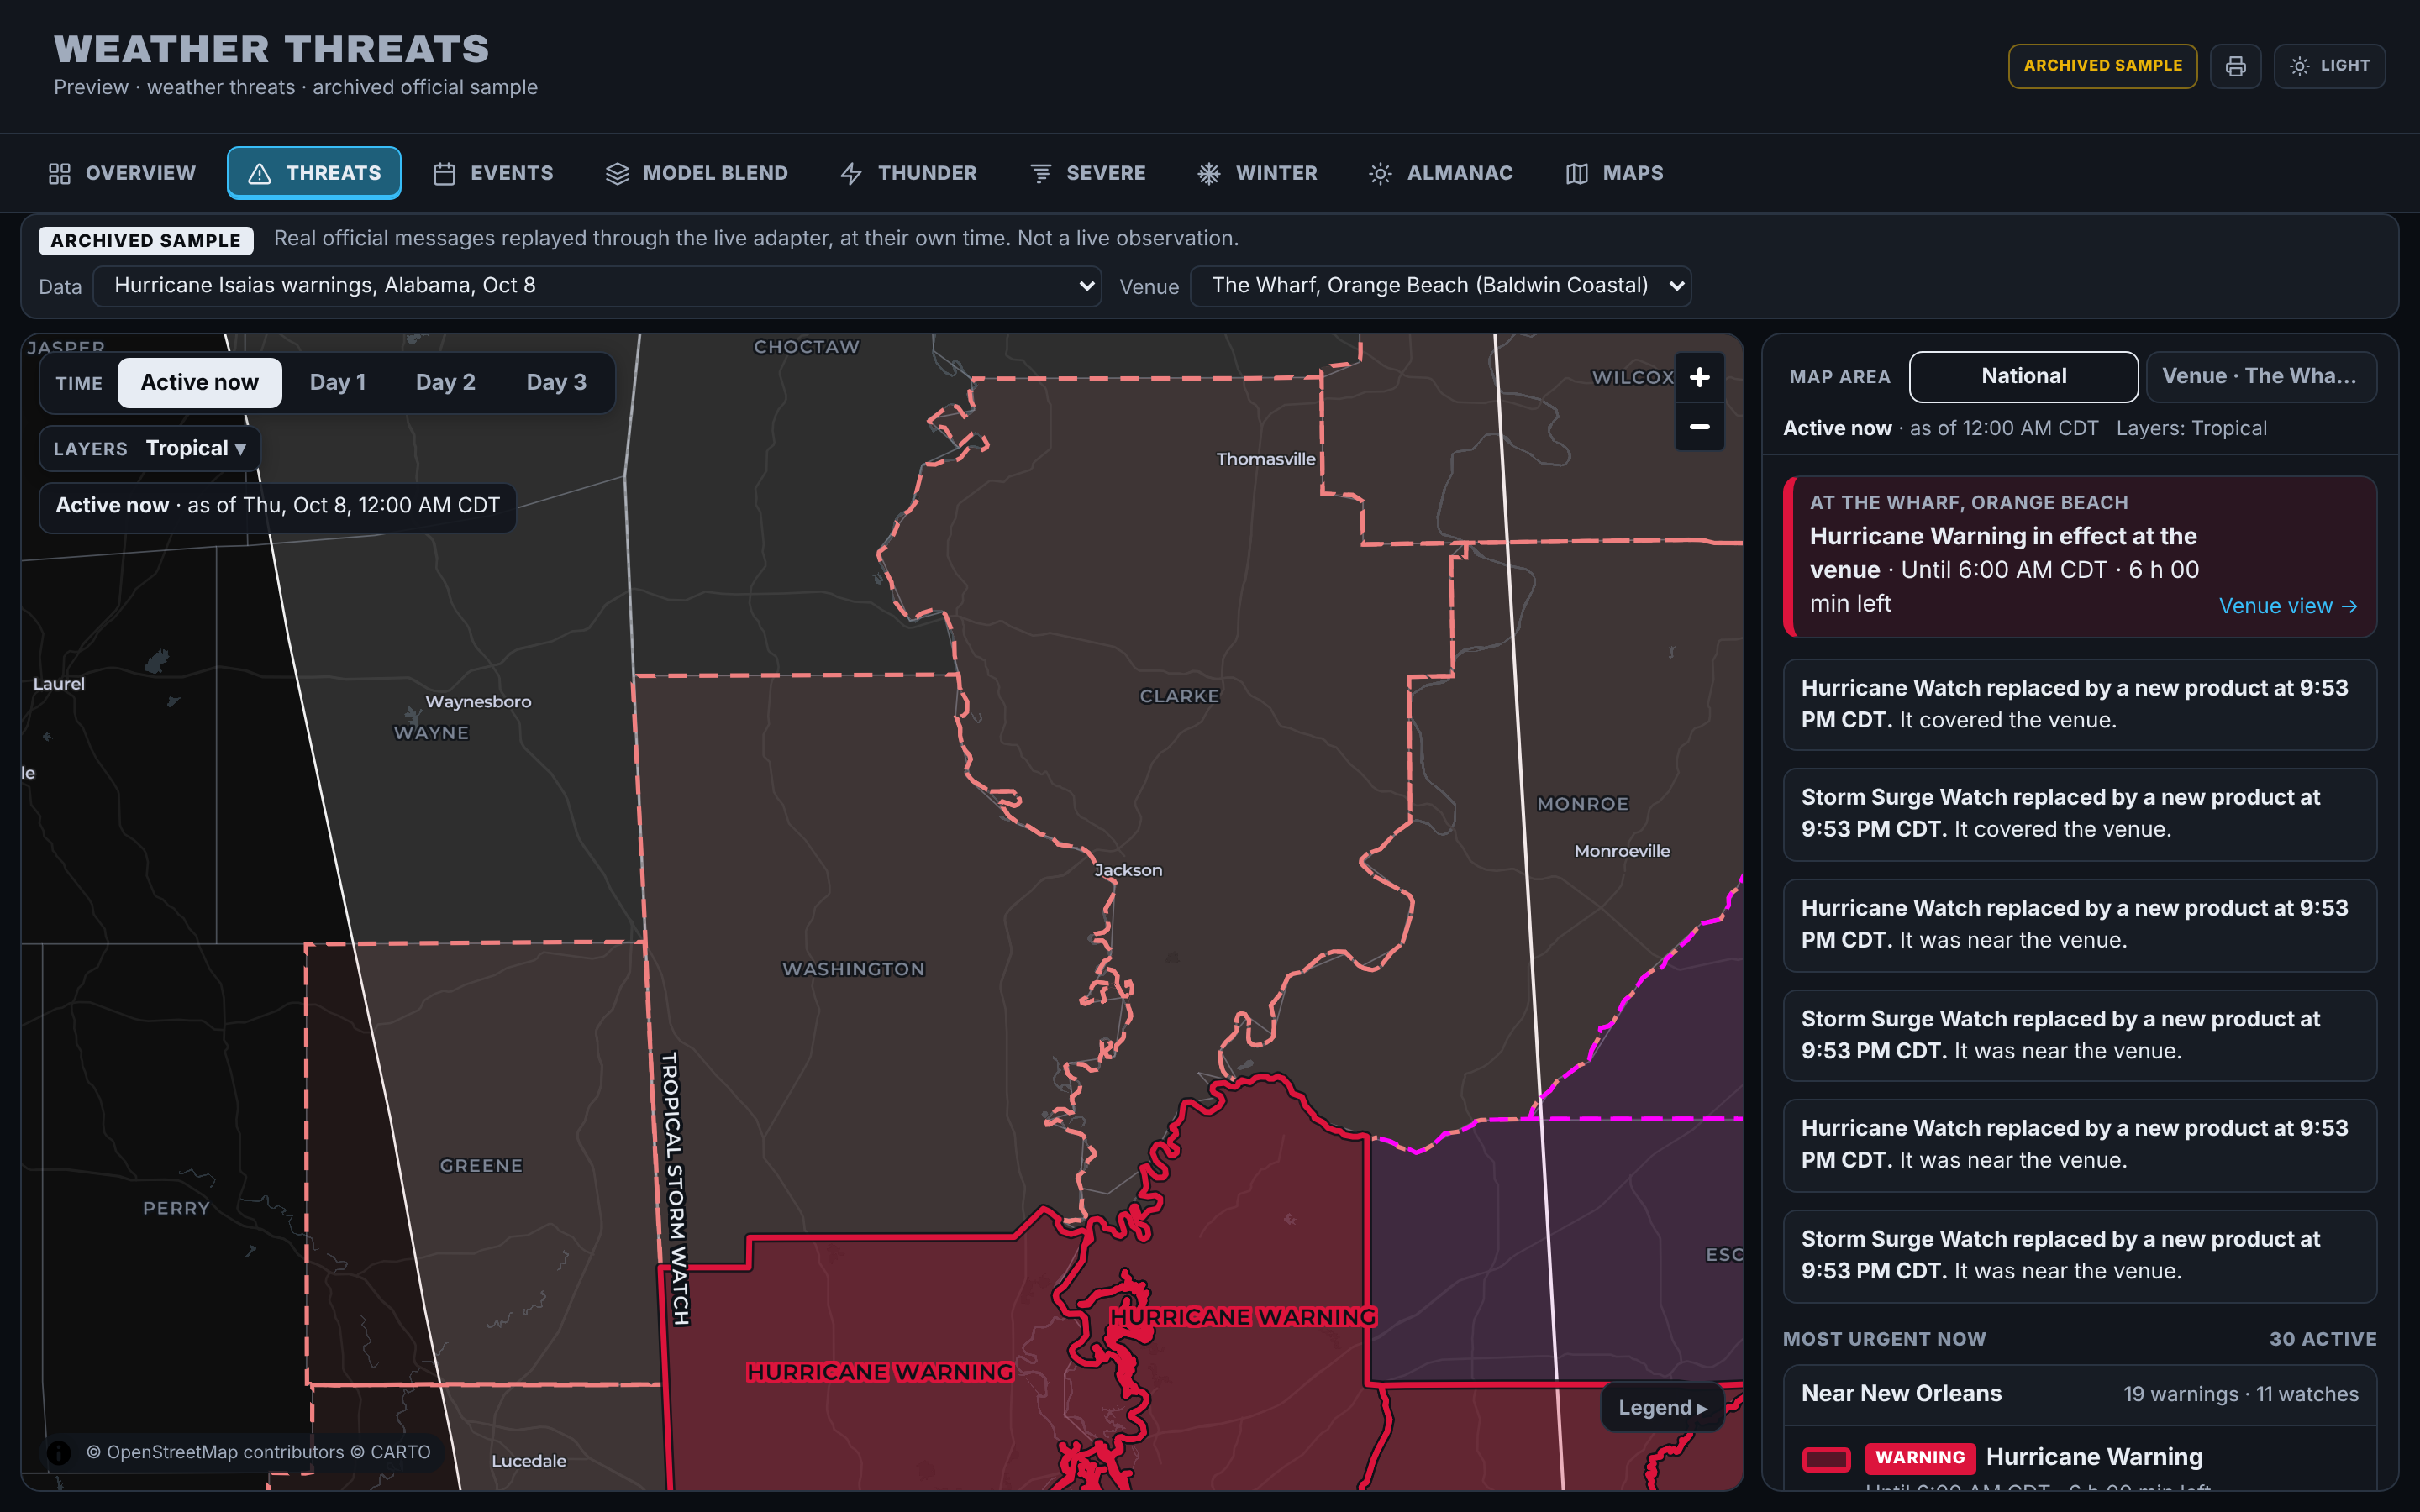 WEATHER THREATS
Preview · weather threats · archived official sample
ARCHIVED SAMPLE
LIGHT
OVERVIEW
THREATS
EVENTS
MODEL BLEND
THUNDER
SEVERE
WINTER
ALMANAC
MAPS
ARCHIVED SAMPLE
Real official messages replayed through the live adapter, at their own time. Not a live observation.
Data
Hurricane Isaias warnings, Alabama, Oct 8
Venue
The Wharf, Orange Beach (Baldwin Coastal)
JASPER
TIME
Active now
Day 1
Day 2
Day 3
LAYERS
Tropical ▾
Active now · as of Thu, Oct 8, 12:00 AM CDT
CHOCTAW
WILCOX
+
−
Thomasville
Laurel
Waynesboro
WAYNE
CLARKE
le
MONROE
Monroeville
Jackson
WASHINGTON
TROPICAL STORM WATCH
GREENE
PERRY
ESC
HURRICANE WARNING
HURRICANE WARNING
Legend ▸
Lucedale
© OpenStreetMap contributors © CARTO
MAP AREA
National
Venue · The Wha...
Active now · as of 12:00 AM CDT
Layers: Tropical
AT THE WHARF, ORANGE BEACH
Hurricane Warning in effect at the
venue · Until 6:00 AM CDT · 6 h 00
min left
Venue view →
Hurricane Watch replaced by a new product at 9:53
PM CDT. It covered the venue.
Storm Surge Watch replaced by a new product at
9:53 PM CDT. It covered the venue.
Hurricane Watch replaced by a new product at 9:53
PM CDT. It was near the venue.
Storm Surge Watch replaced by a new product at
9:53 PM CDT. It was near the venue.
Hurricane Watch replaced by a new product at 9:53
PM CDT. It was near the venue.
Storm Surge Watch replaced by a new product at
9:53 PM CDT. It was near the venue.
MOST URGENT NOW
30 ACTIVE
Near New Orleans
19 warnings · 11 watches
WARNING
Hurricane Warning
Until 6:00 AM CDT · 6 h 00 min left